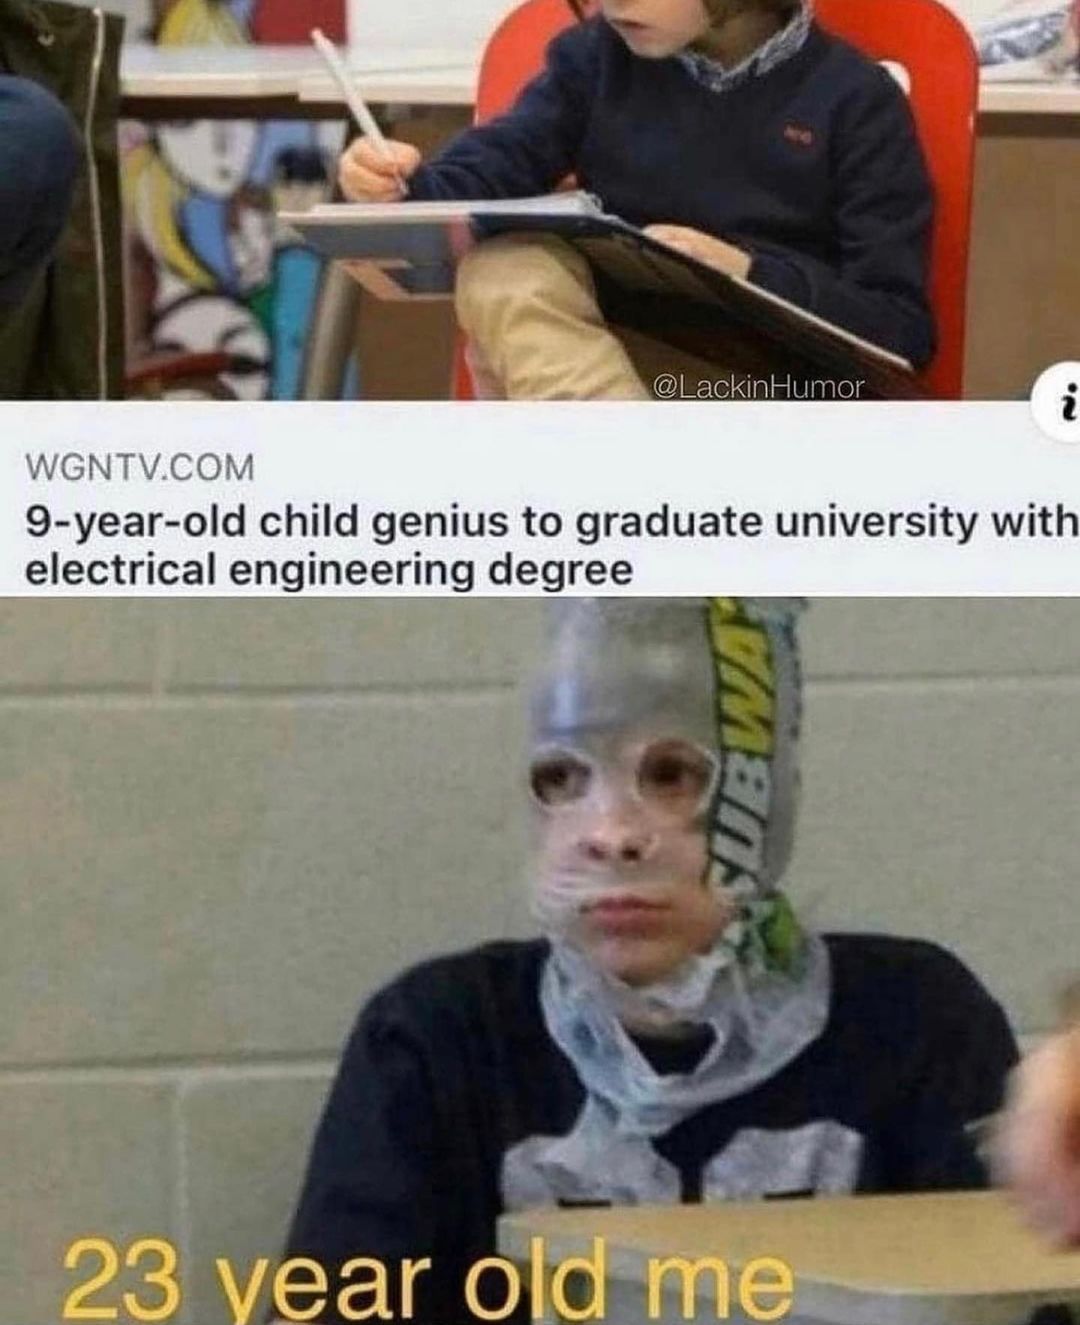 @LackinHumor
i
WGNTV.COM
9-year-old child genius to graduate university with
electrical engineering degree
SUBWAY
23 year old me